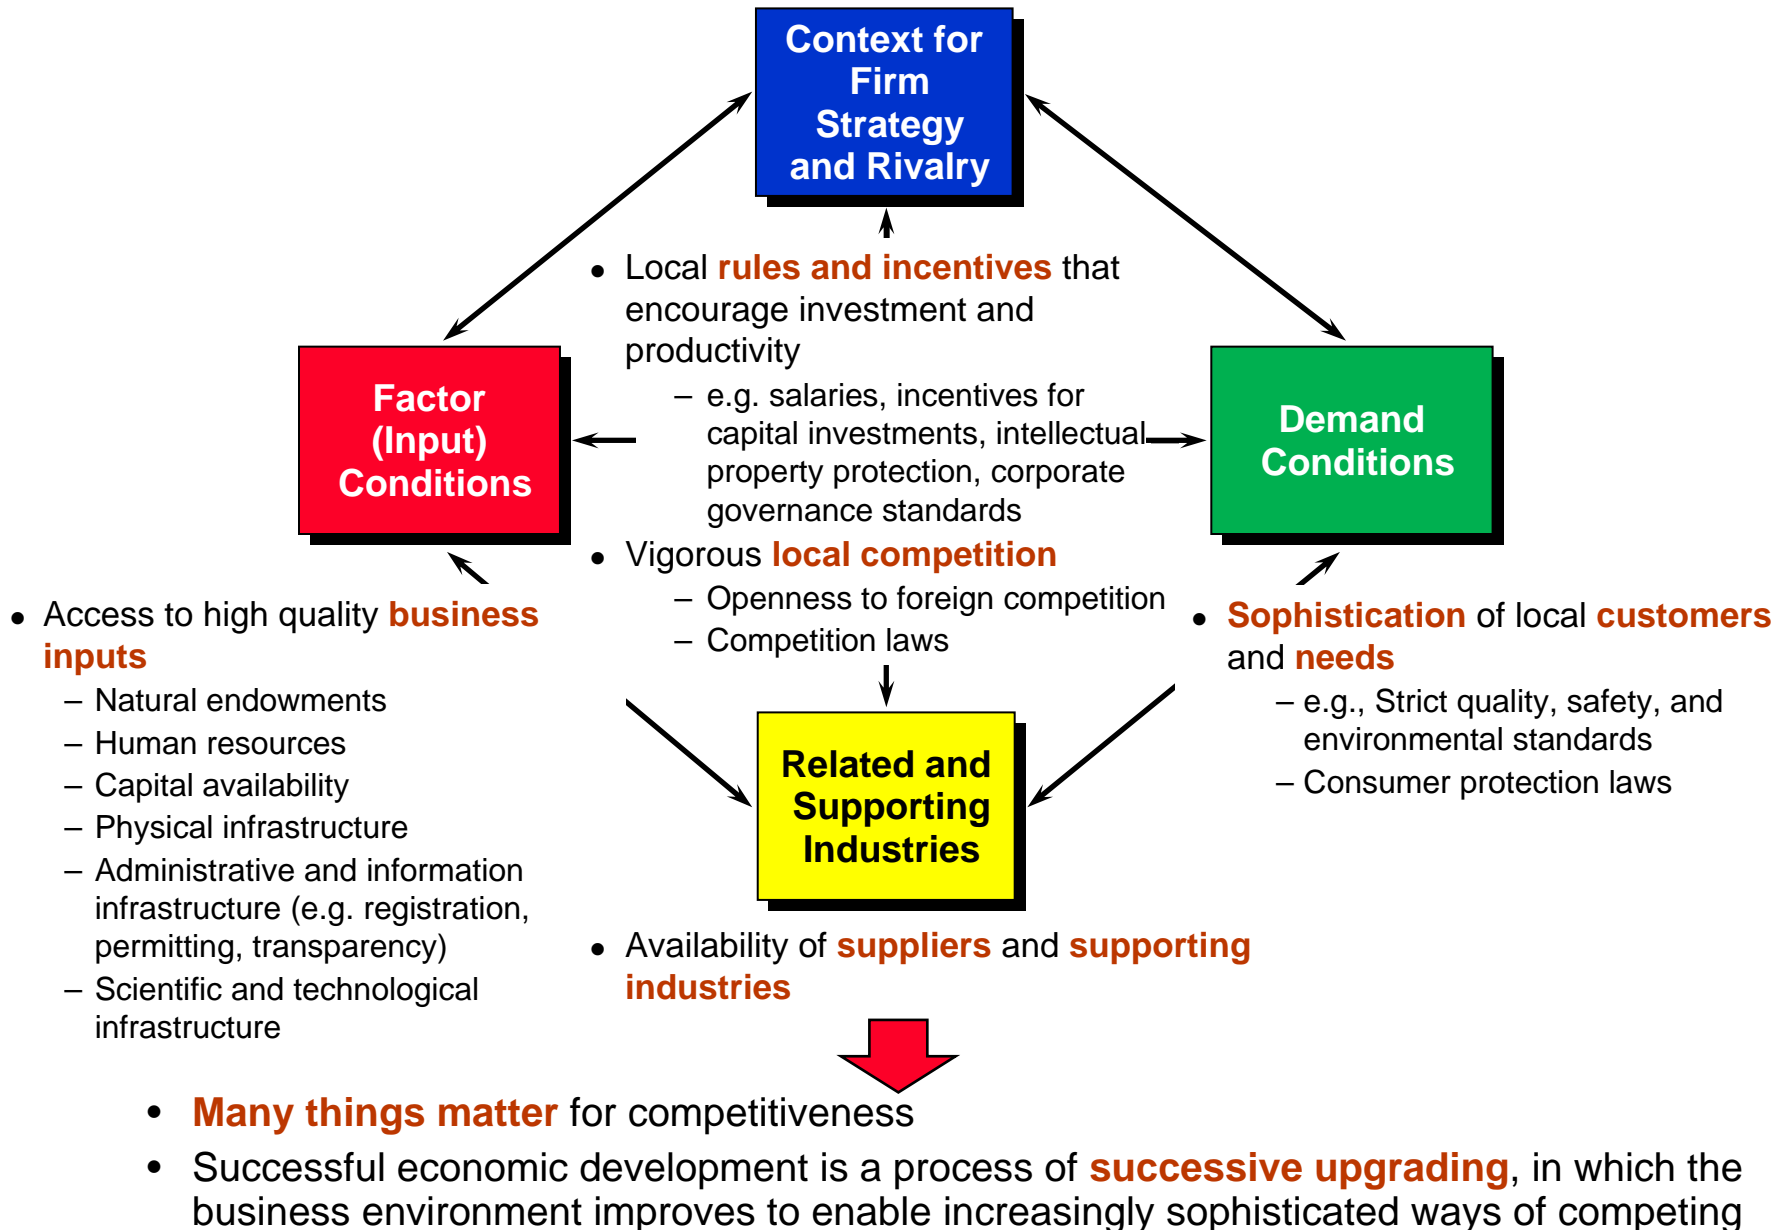 Context for
Firm
Strategy
and Rivalry
• Local rules and incentives that
encourage investment and
productivity
– e.g. salaries, incentives for
capital investments, intellectual
property protection, corporate
governance standards
• Vigorous local competition
– Openness to foreign competition
– Competition laws
Factor
(Input)
Conditions
• Access to high quality business
inputs
– Natural endowments
– Human resources
– Capital availability
– Physical infrastructure
– Administrative and information
infrastructure (e.g. registration,
permitting, transparency)
– Scientific and technological
infrastructure
Demand
Conditions
• Sophistication of local customers
and needs
– e.g., Strict quality, safety, and
environmental standards
– Consumer protection laws
Related and
Supporting
Industries
• Availability of suppliers and supporting
industries
• Many things matter for competitiveness
• Successful economic development is a process of successive upgrading, in which the
business environment improves to enable increasingly sophisticated ways of competing